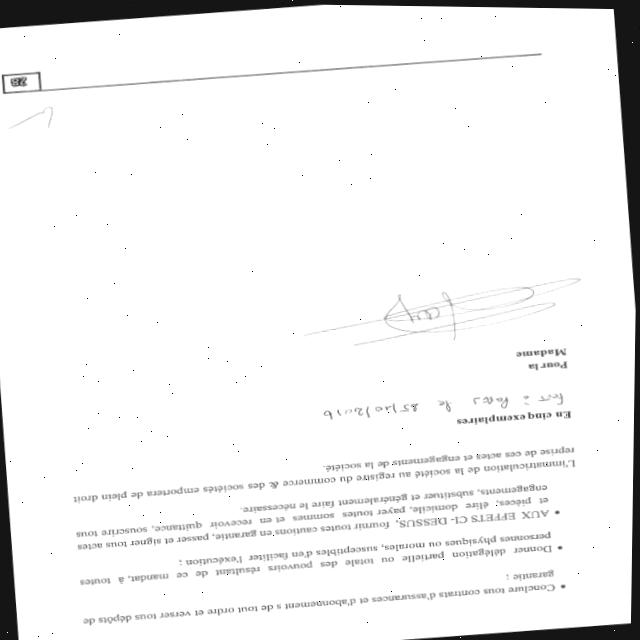 • Conclure tous contrats d'assurances et d'abonnement s de tout ordre et verser tous dépôts de
garantie ;
• Donner délégation partielle ou totale des pouvoirs résultant de ce mandat, à toutes
personnes physiques ou morales, susceptibles d'en faciliter l'exécution ;
• AUX EFFETS CI- DESSUS, fournir toutes cautions en garantie, passer et signer tous actes
et pièces, élire domicile, payer toutes sommes et en recevoir quittance, souscrire tous
engagements, substituer et généralement faire le nécessaire.
L'immatriculation de la société au registre du commerce & des sociétés emportera de plein droit
reprise de ces actes et engagements de la société.
En cinq exemplaires
à Paris le 25/10/2016
Pour la
Madame
28